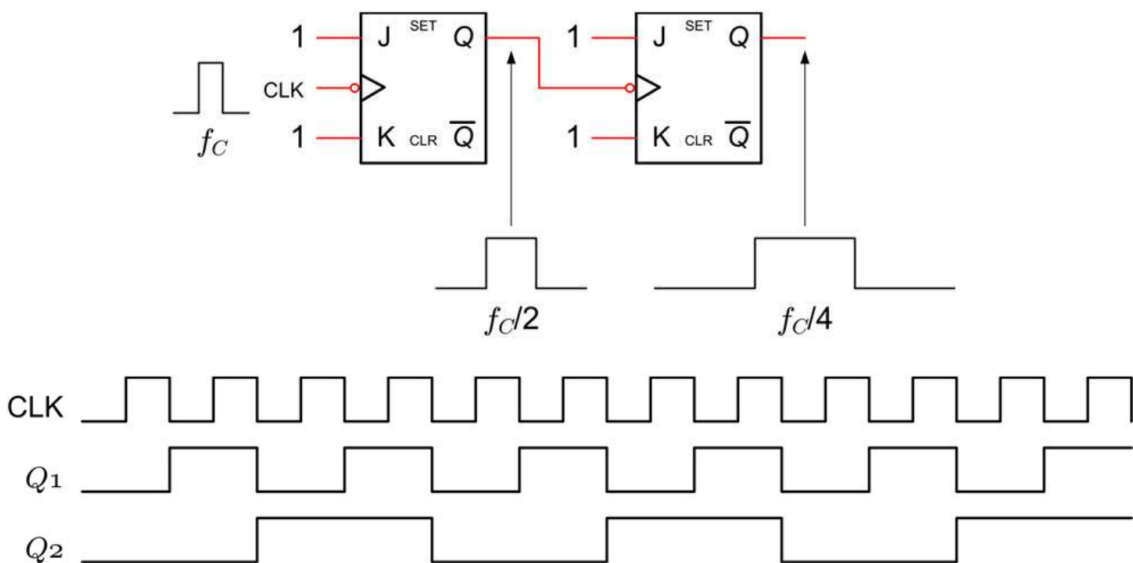 1 J SET Q 1 J SET Q
CLK
1 K CLR Q̅ 1 K CLR Q̅
f_C
f_C/2 f_C/4
CLK
Q1
Q2